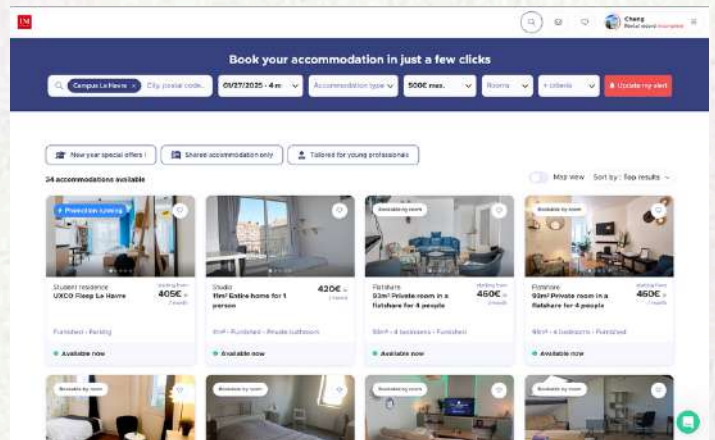 Chang
Book your accommodation in just a few clicks
Campus Le Havre ×
City, postal code..
01/27/2025 - 4 m
Accommodation type
500€ max.
Rooms
+ criteria
Update my alert
New year special offers !
Shared accommodation only
Tailored for young professionals
34 accommodations available
Map view
Sort by : Top results
Promotion running
Bookable by room
Bookable by room
Student residence
UXCO Fleep Le Havre
starting from
405€
/ month
Furnished - Parking
Available now
Studio
Entire home for 1
person
420€
/ month
Furnished - Private bathroom
Available now
Flatshare
93m² Private room in a
flatshare for 4 people
starting from
460€
/ month
93m² - 4 bedrooms - Furnished
Available now
Flatshare
93m² Private room in a
flatshare for 4 people
starting from
460€
/ month
93m² - 4 bedrooms - Furnished
Available now
Bookable by room
Bookable by room
Bookable by room
Bookable by room